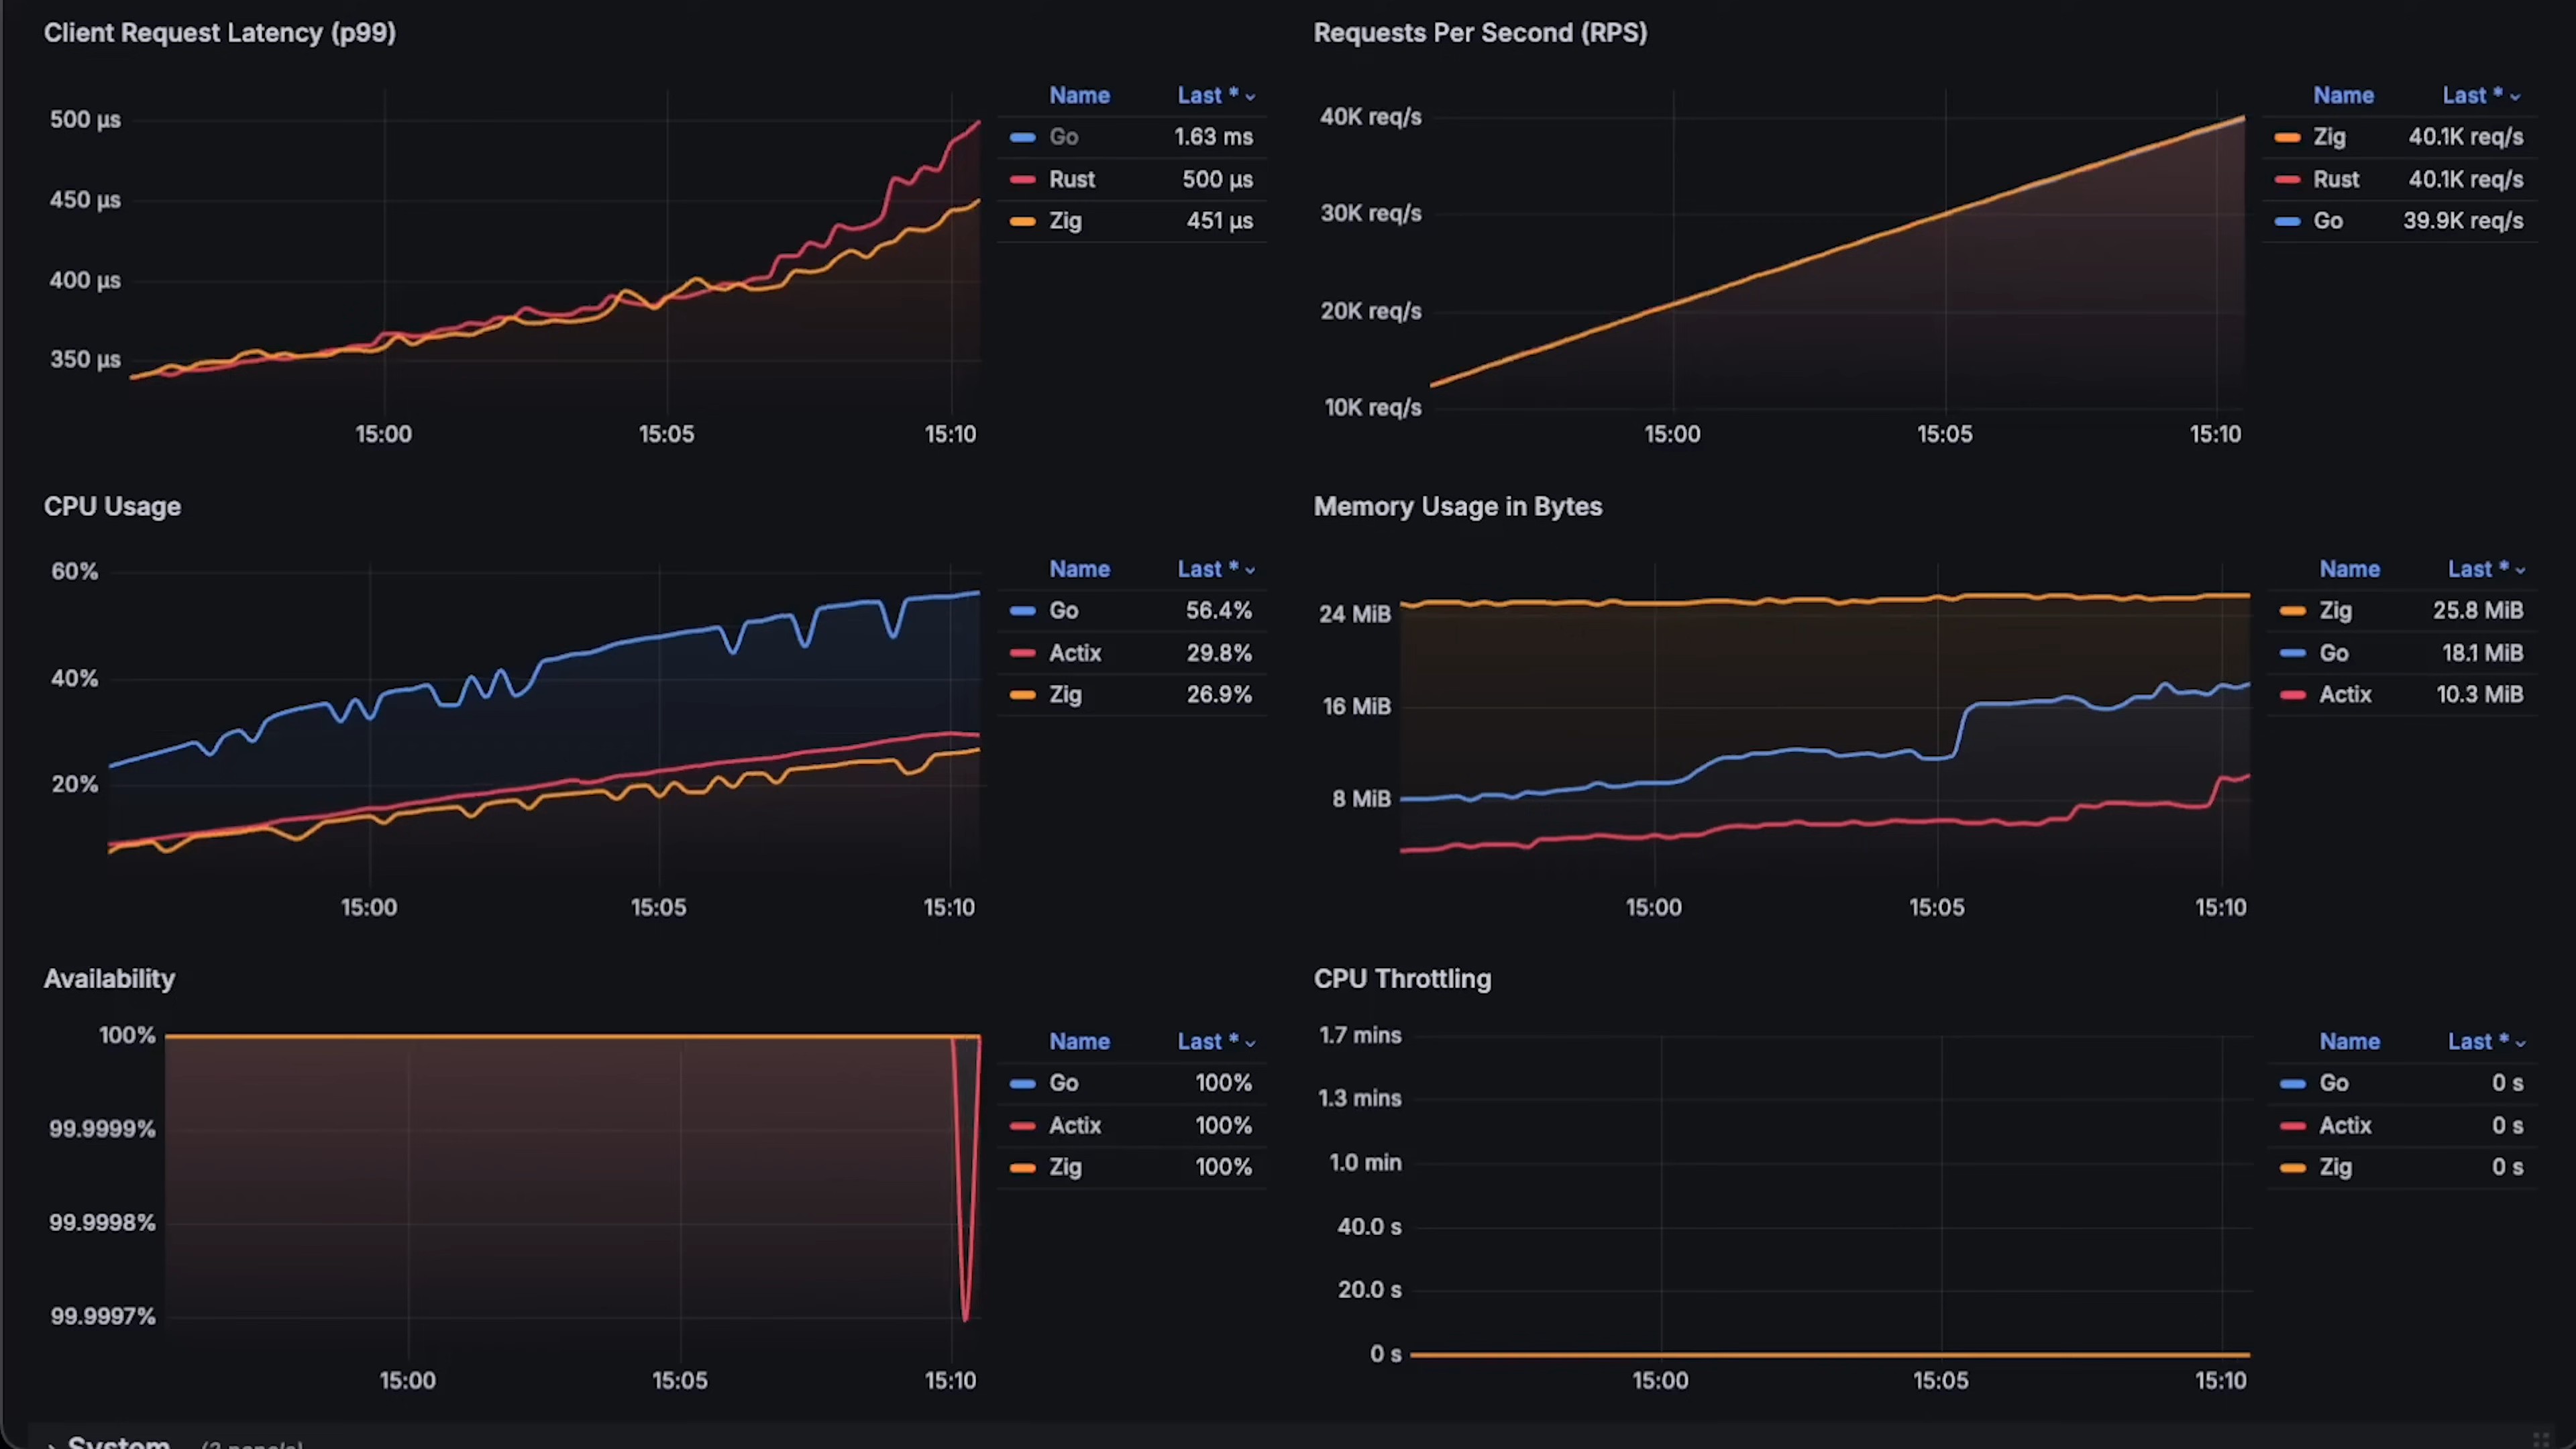 Client Request Latency (p99)
500 µs
450 µs
400 µs
350 µs
15:00 15:05 15:10
Name Last *
Go 1.63 ms
Rust 500 µs
Zig 451 µs
Requests Per Second (RPS)
40K req/s
30K req/s
20K req/s
10K req/s
15:00 15:05 15:10
Name Last *
Zig 40.1K req/s
Rust 40.1K req/s
Go 39.9K req/s
CPU Usage
60%
40%
20%
15:00 15:05 15:10
Name Last *
Go 56.4%
Actix 29.8%
Zig 26.9%
Memory Usage in Bytes
24 MiB
16 MiB
8 MiB
15:00 15:05 15:10
Name Last *
Zig 25.8 MiB
Go 18.1 MiB
Actix 10.3 MiB
Availability
100%
99.9999%
99.9998%
99.9997%
15:00 15:05 15:10
Name Last *
Go 100%
Actix 100%
Zig 100%
CPU Throttling
1.7 mins
1.3 mins
1.0 min
40.0 s
20.0 s
0 s
15:00 15:05 15:10
Name Last *
Go 0 s
Actix 0 s
Zig 0 s
System